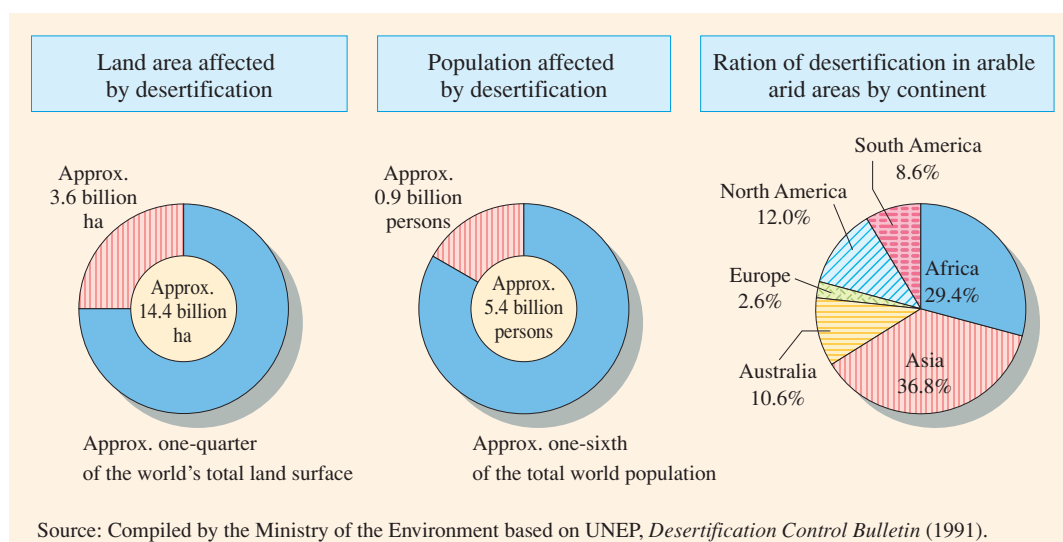 Land area affected
by desertification
Population affected
by desertification
Ration of desertification in arable
arid areas by continent
Approx.
3.6 billion
ha
Approx.
14.4 billion
ha
Approx. one-quarter
of the world's total land surface
Approx.
0.9 billion
persons
Approx.
5.4 billion
persons
Approx. one-sixth
of the total world population
South America
8.6%
North America
12.0%
Europe
2.6%
Australia
10.6%
Africa
29.4%
Asia
36.8%
Source: Compiled by the Ministry of the Environment based on UNEP, Desertification Control Bulletin (1991).